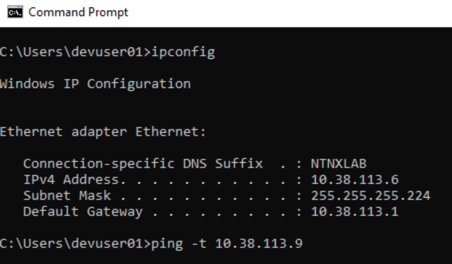 Command Prompt
C:\Users\devuser01>ipconfig
Windows IP Configuration
Ethernet adapter Ethernet:
Connection-specific DNS Suffix  . : NTNXLAB
IPv4 Address. . . . . . . . . . . : 10.38.113.6
Subnet Mask . . . . . . . . . . . : 255.255.255.224
Default Gateway . . . . . . . . . : 10.38.113.1
C:\Users\devuser01>ping -t 10.38.113.9